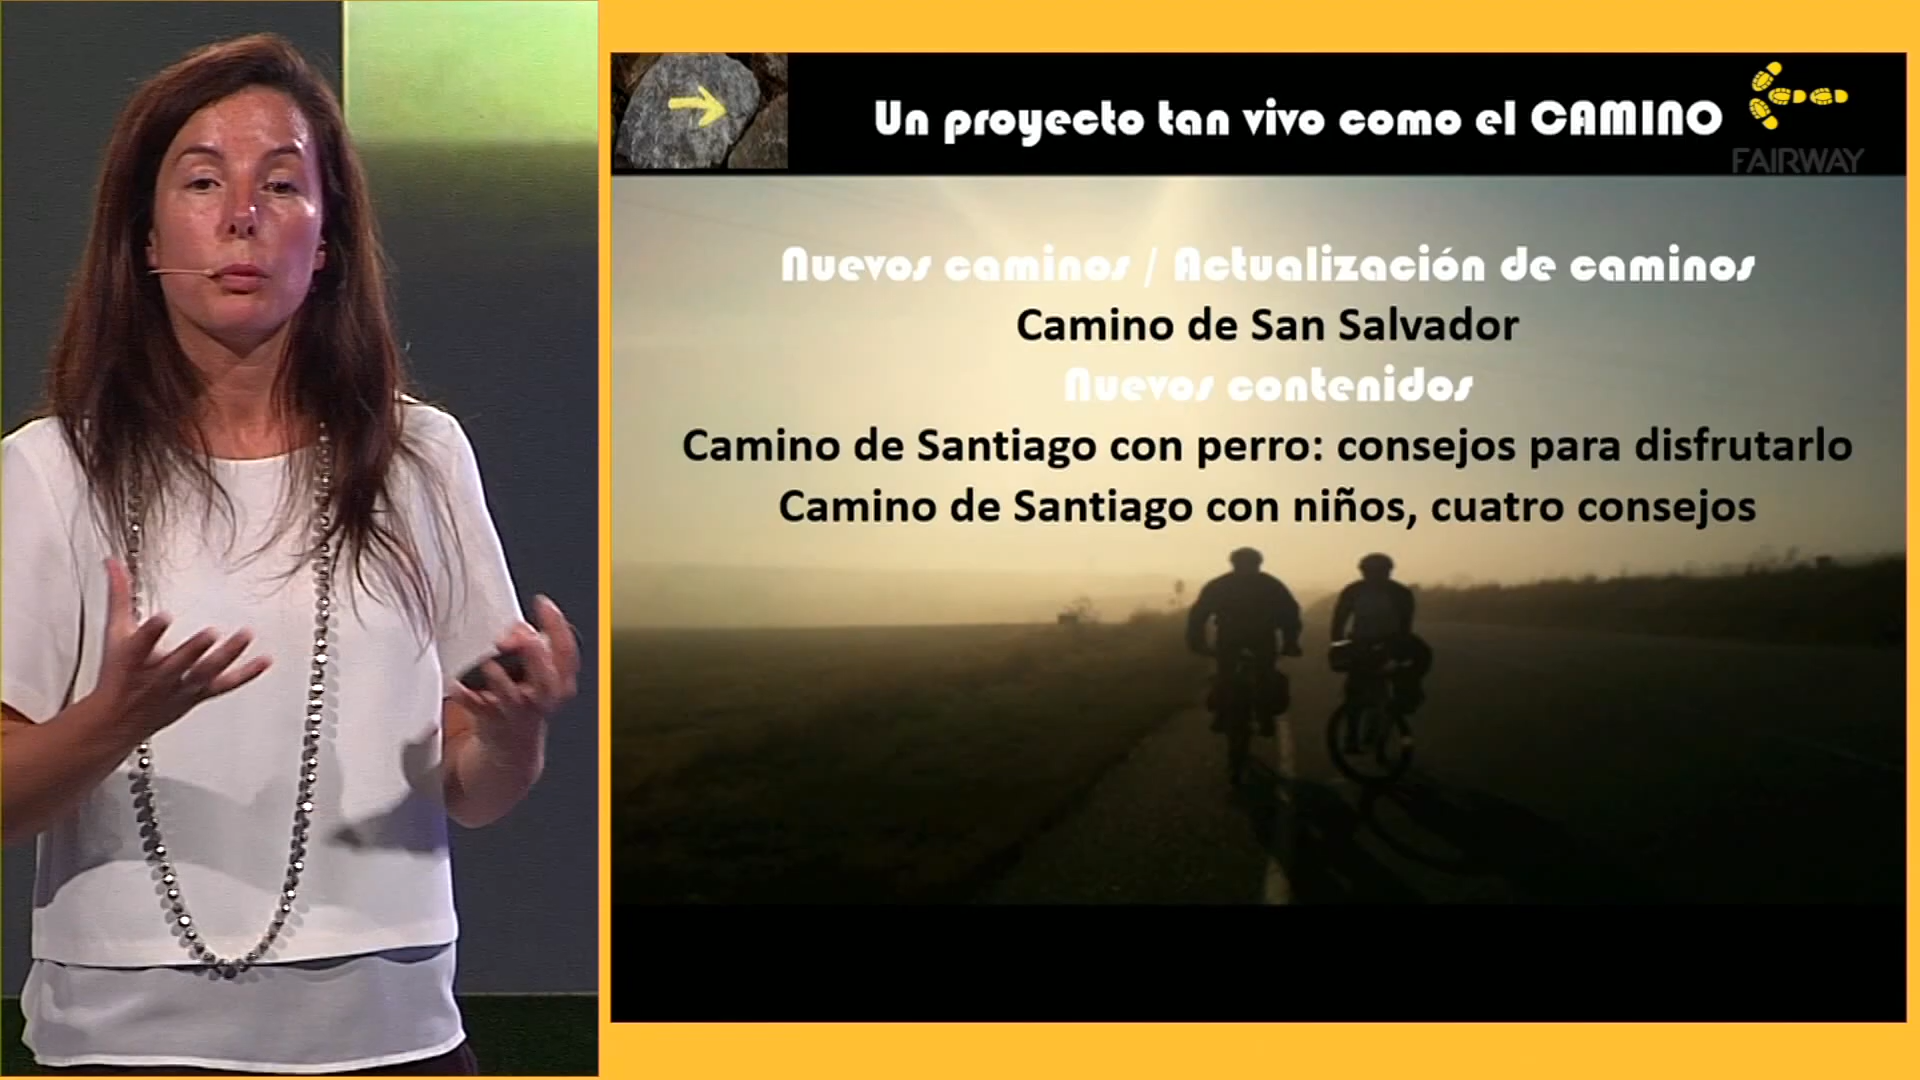 Un proyecto tan vivo como el CAMINO
FAIRWAY
Nuevos caminos / Actualización de caminos
Camino de San Salvador
Nuevos contenidos
Camino de Santiago con perro: consejos para disfrutarlo
Camino de Santiago con niños, cuatro consejos